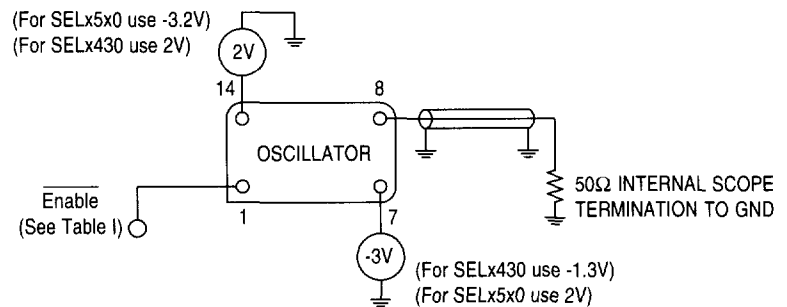 (For SELx5x0 use -3.2V)
(For SELx430 use 2V)
2V
14
8
OSCILLATOR
Enable
(See Table I)
1
7
50Ω INTERNAL SCOPE
TERMINATION TO GND
-3V
(For SELx430 use -1.3V)
(For SELx5x0 use 2V)